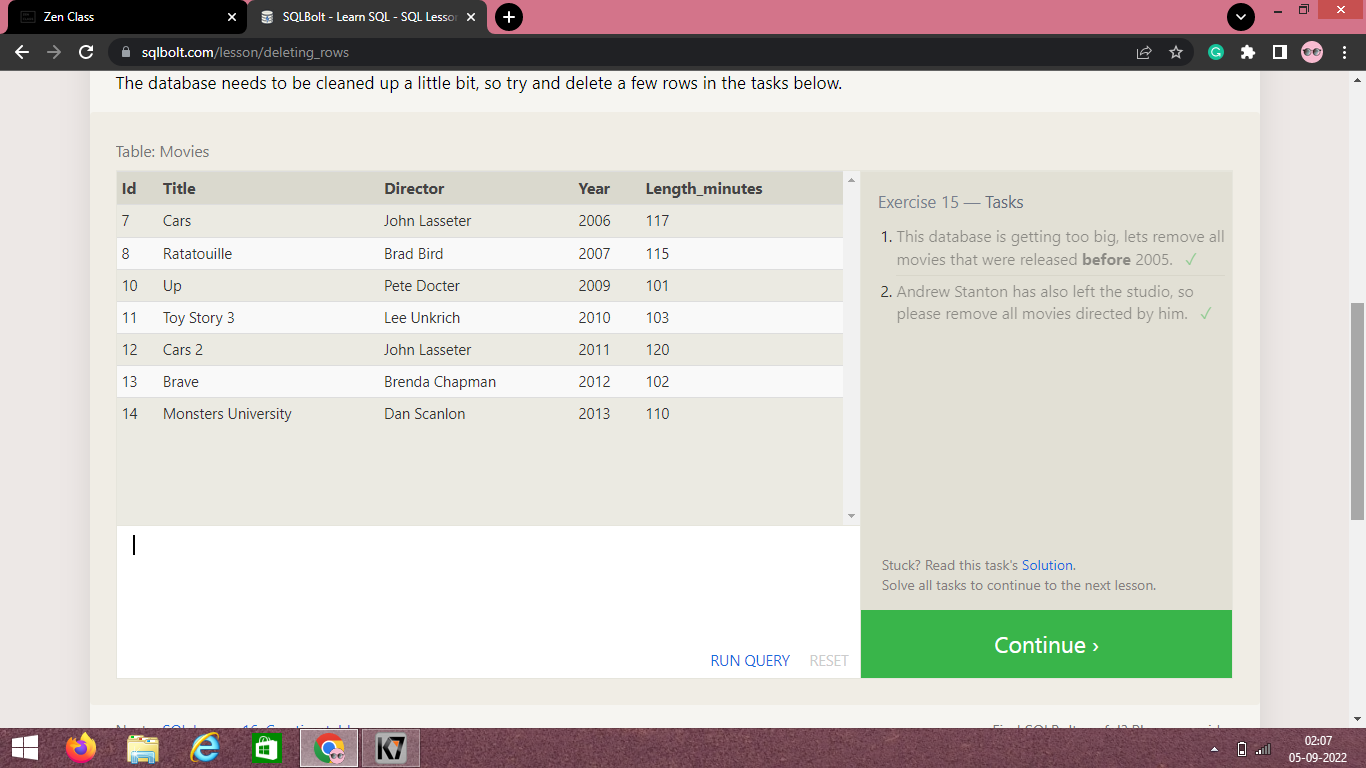 Zen Class
SQLBolt - Learn SQL - SQL Lesson
sqlbolt.com/lesson/deleting_rows
The database needs to be cleaned up a little bit, so try and delete a few rows in the tasks below.
Table: Movies
Id Title Director Year Length_minutes
7 Cars John Lasseter 2006 117
8 Ratatouille Brad Bird 2007 115
10 Up Pete Docter 2009 101
11 Toy Story 3 Lee Unkrich 2010 103
12 Cars 2 John Lasseter 2011 120
13 Brave Brenda Chapman 2012 102
14 Monsters University Dan Scanlon 2013 110
Exercise 15 — Tasks
1. This database is getting too big, lets remove all
movies that were released before 2005. ✓
2. Andrew Stanton has also left the studio, so
please remove all movies directed by him. ✓
Stuck? Read this task's Solution.
Solve all tasks to continue to the next lesson.
RUN QUERY RESET
Continue ›
K7
02:07
05-09-2022